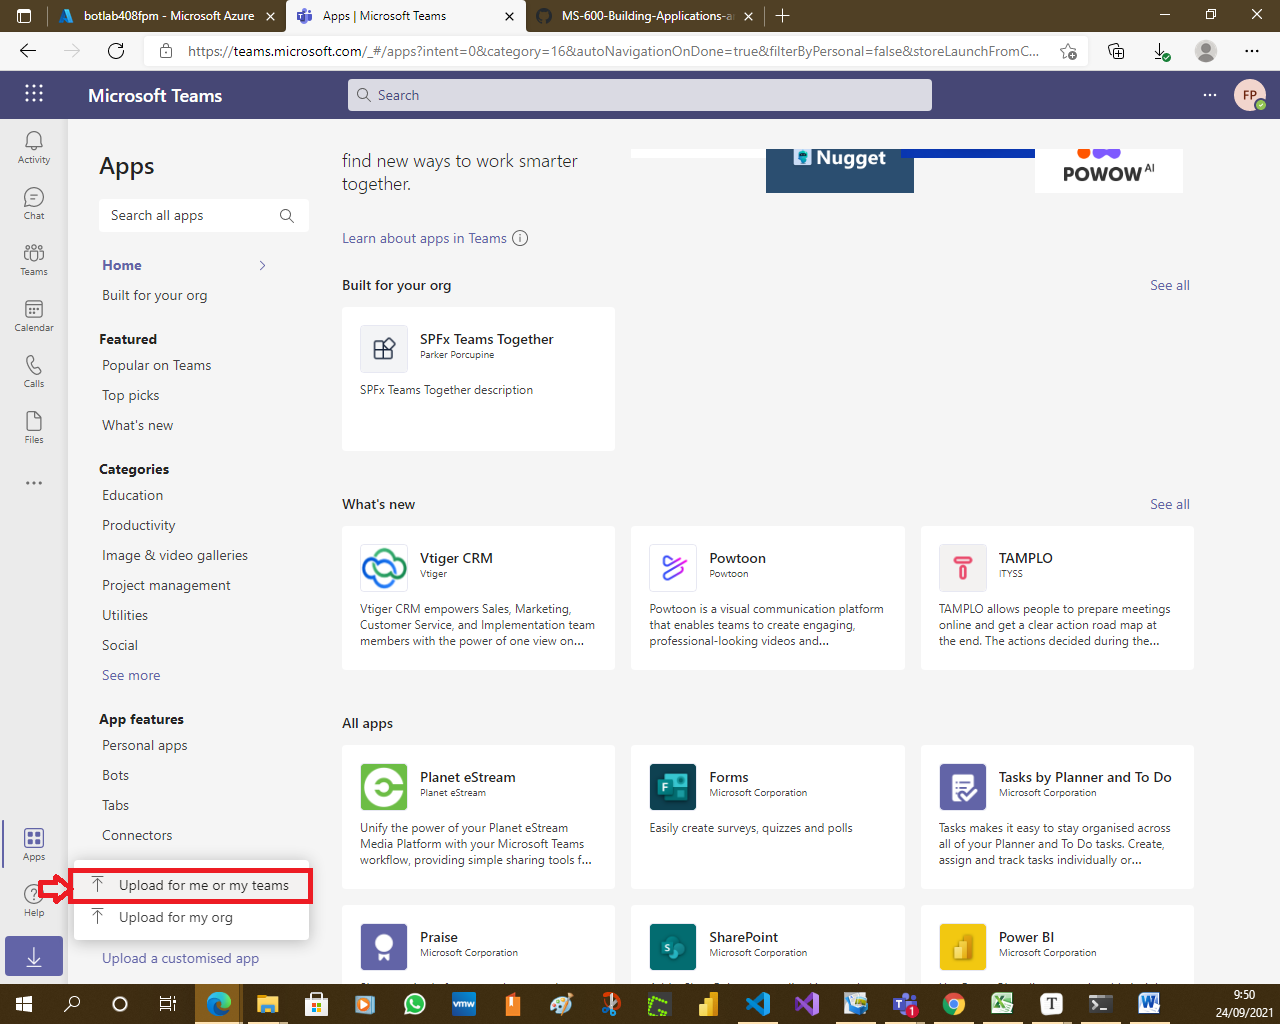 botlab408fpm - Microsoft Azure
Apps | Microsoft Teams
MS-600-Building-Applications-a
https://teams.microsoft.com/_#/apps?intent=0&category=16&autoNavigationOnDone=true&filterByPersonal=false&storeLaunchFromC...
Microsoft Teams
Search
FP
Activity
Chat
Teams
Calendar
Calls
Files
Apps
Help
Apps
Search all apps
Home
Built for your org
Featured
Popular on Teams
Top picks
What's new
Categories
Education
Productivity
Image & video galleries
Project management
Utilities
Social
See more
App features
Personal apps
Bots
Tabs
Connectors
Upload for me or my teams
Upload for my org
Upload a customised app
find new ways to work smarter
together.
Nugget
POWOW AI
Learn about apps in Teams
Built for your org
See all
SPFx Teams Together
Parker Porcupine
SPFx Teams Together description
What's new
See all
Vtiger CRM
Vtiger
Vtiger CRM empowers Sales, Marketing,
Customer Service, and Implementation team
members with the power of one view on...
Powtoon
Powtoon
Powtoon is a visual communication platform
that enables teams to create engaging,
professional-looking videos and...
TAMPLO
ITYSS
TAMPLO allows people to prepare meetings
online and get a clear action road map at
the end. The actions decided during the...
All apps
Planet eStream
Planet eStream
Unify the power of your Planet eStream
Media Platform with your Microsoft Teams
workflow, providing simple sharing tools f...
Forms
Microsoft Corporation
Easily create surveys, quizzes and polls
Tasks by Planner and To Do
Microsoft Corporation
Tasks makes it easy to stay organised across
all of your Planner and To Do tasks. Create,
assign and track tasks individually or...
Praise
Microsoft Corporation
SharePoint
Microsoft Corporation
Power BI
Microsoft Corporation
vmw
1
T
9:50
24/09/2021